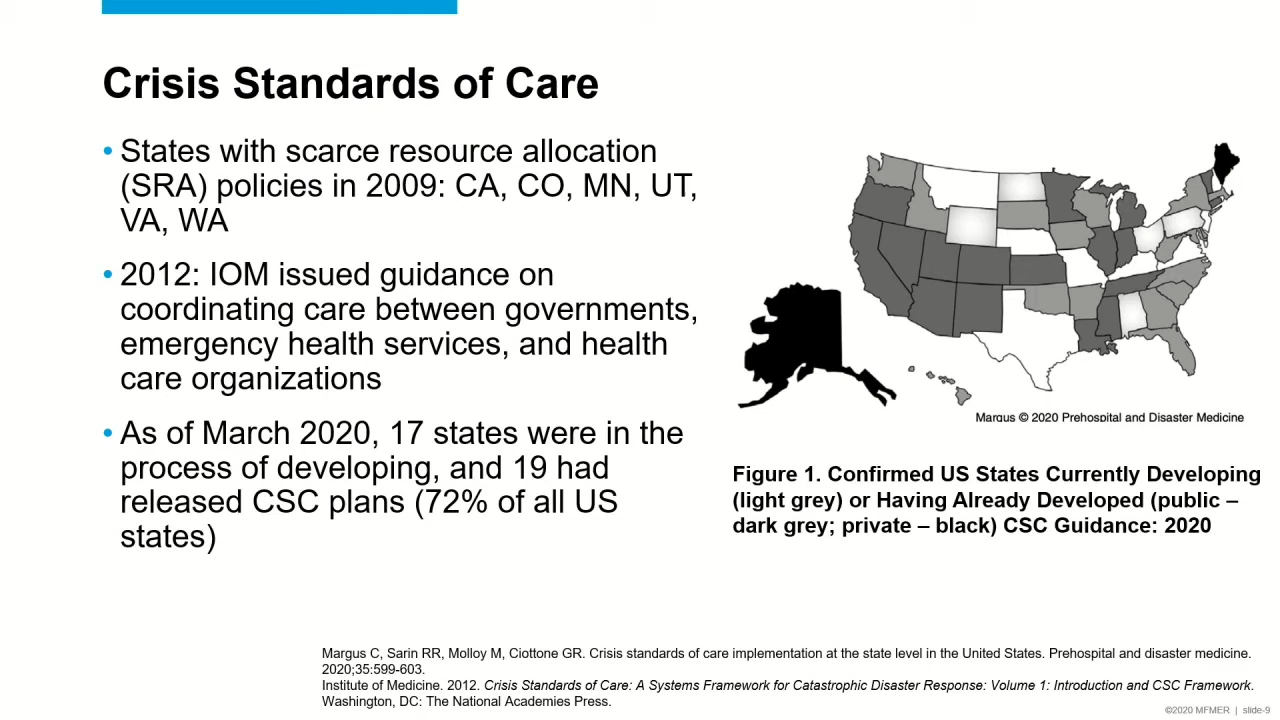 Crisis Standards of Care
• States with scarce resource allocation
(SRA) policies in 2009: CA, CO, MN, UT,
VA, WA
• 2012: IOM issued guidance on
coordinating care between governments,
emergency health services, and health
care organizations
• As of March 2020, 17 states were in the
process of developing, and 19 had
released CSC plans (72% of all US
states)
Margus © 2020 Prehospital and Disaster Medicine
Figure 1. Confirmed US States Currently Developing
(light grey) or Having Already Developed (public –
dark grey; private – black) CSC Guidance: 2020
Margus C, Sarin RR, Molloy M, Ciottone GR. Crisis standards of care implementation at the state level in the United States. Prehospital and disaster medicine.
2020;35:599-603.
Institute of Medicine. 2012. Crisis Standards of Care: A Systems Framework for Catastrophic Disaster Response: Volume 1: Introduction and CSC Framework.
Washington, DC: The National Academies Press.
©2020 MFMER | slide-9